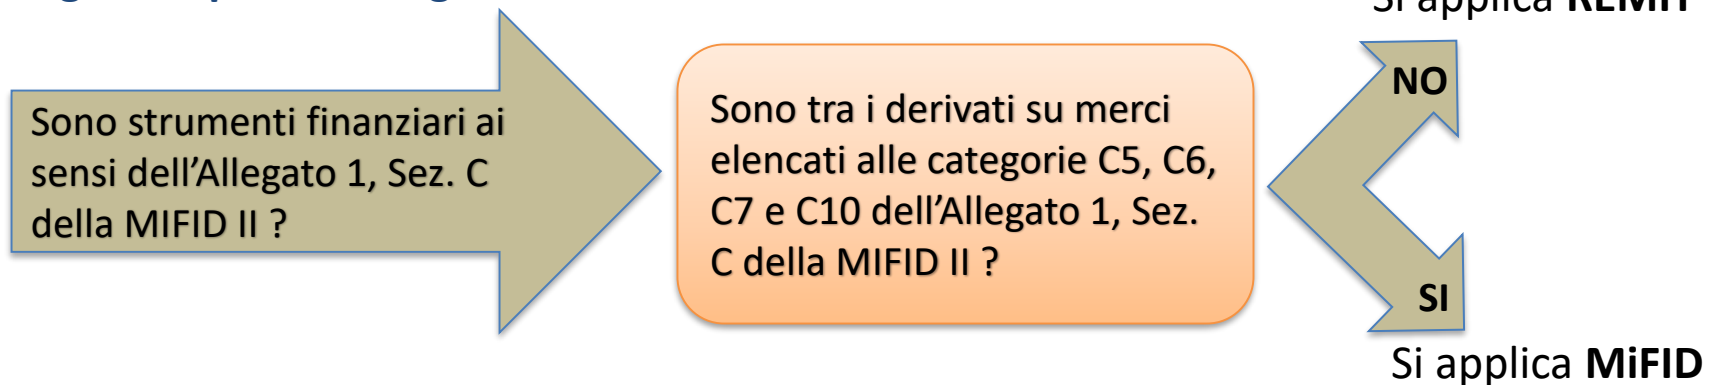 Si applica REMIT
NO
Sono strumenti finanziari ai
sensi dell'Allegato 1, Sez. C
della MIFID II ?
Sono tra i derivati su merci
elencati alle categorie C5, C6,
C7 e C10 dell'Allegato 1, Sez.
C della MIFID II ?
SI
Si applica MiFID